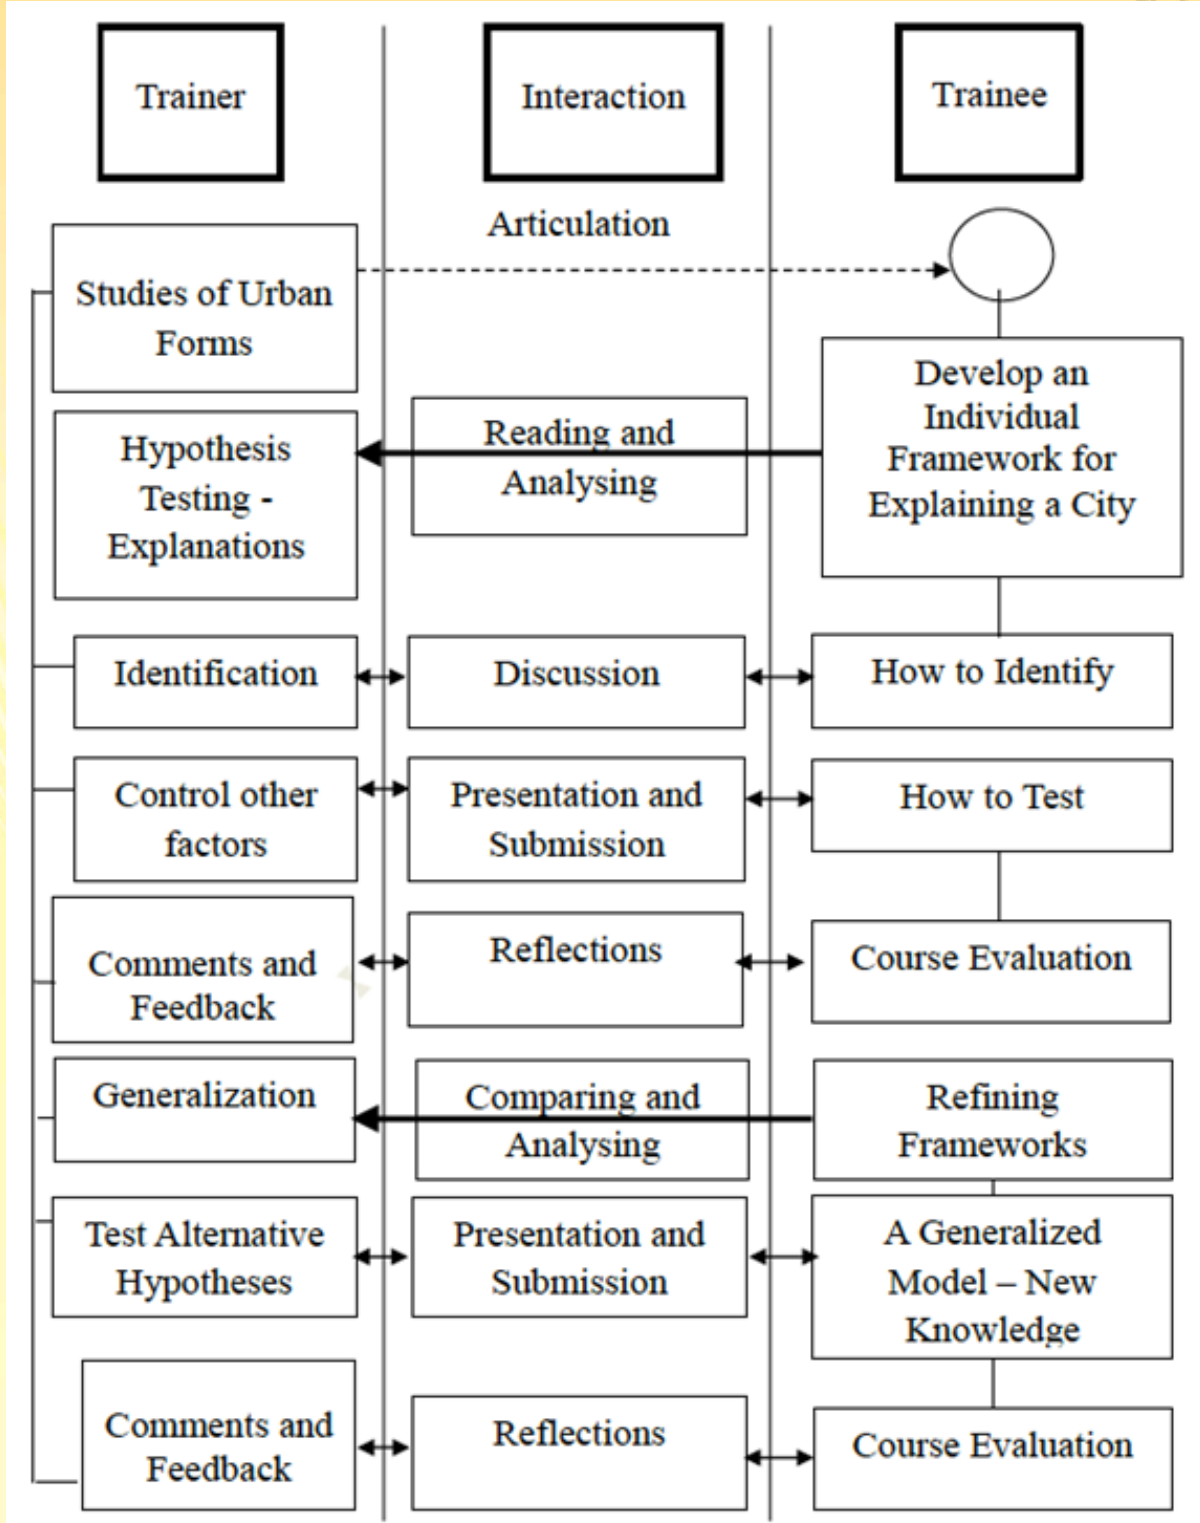 Trainer
Interaction
Trainee
Articulation
Studies of Urban
Forms
Develop an
Individual
Framework for
Explaining a City
Hypothesis
Testing -
Explanations
Reading and
Analysing
Identification
Discussion
How to Identify
Control other
factors
Presentation and
Submission
How to Test
Comments and
Feedback
Reflections
Course Evaluation
Generalization
Comparing and
Analysing
Refining
Frameworks
Test Alternative
Hypotheses
Presentation and
Submission
A Generalized
Model – New
Knowledge
Comments and
Feedback
Reflections
Course Evaluation